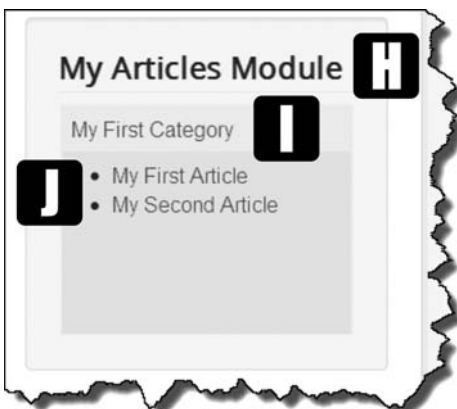 My Articles Module H
My First Category I
J • My First Article
• My Second Article